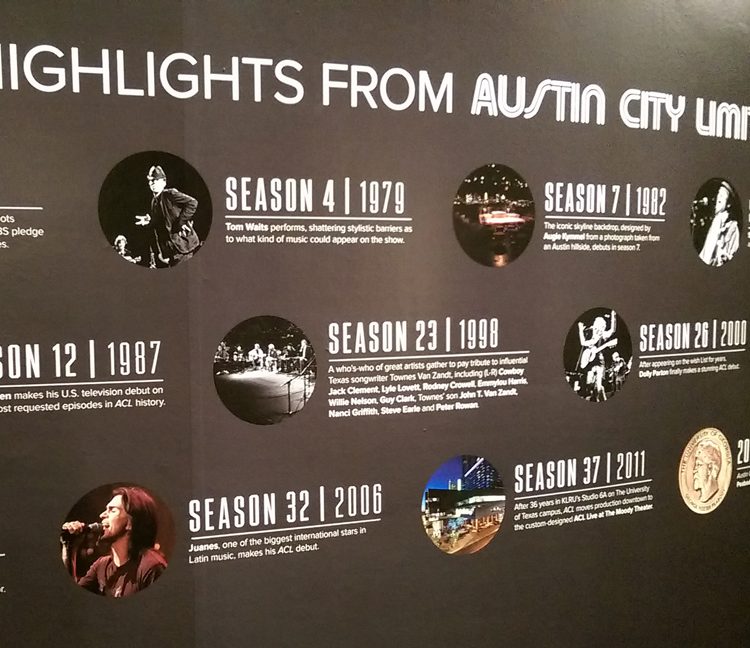 HIGHLIGHTS FROM AUSTIN CITY LIMI
ots
BS pledge
es.
SEASON 4 | 1979
Tom Waits performs, shattering stylistic barriers as
to what kind of music could appear on the show.
SEASON 7 | 1982
The iconic skyline backdrop, designed by
Augie Kymmel from a photograph taken from
an Austin hillside, debuts in season 7.
SON 12 | 1987
en makes his U.S. television debut on
ost requested episodes in ACL history.
SEASON 23 | 1998
A who's-who of great artists gather to pay tribute to influential
Texas songwriter Townes Van Zandt, including (L-R) Cowboy
Jack Clement, Lyle Lovett, Rodney Crowell, Emmylou Harris,
Willie Nelson, Guy Clark, Townes' son John T. Van Zandt,
Nanci Griffith, Steve Earle and Peter Rowan.
SEASON 26 | 2000
After appearing on the wish list for years,
Dolly Parton finally makes a stunning ACL debut.
r.
SEASON 32 | 2006
Juanes, one of the biggest international stars in
Latin music, makes his ACL debut.
SEASON 37 | 2011
After 36 years in KLRU's Studio 6A on The University
of Texas campus, ACL moves production downtown to
the custom-designed ACL Live at The Moody Theater.
20
Austin